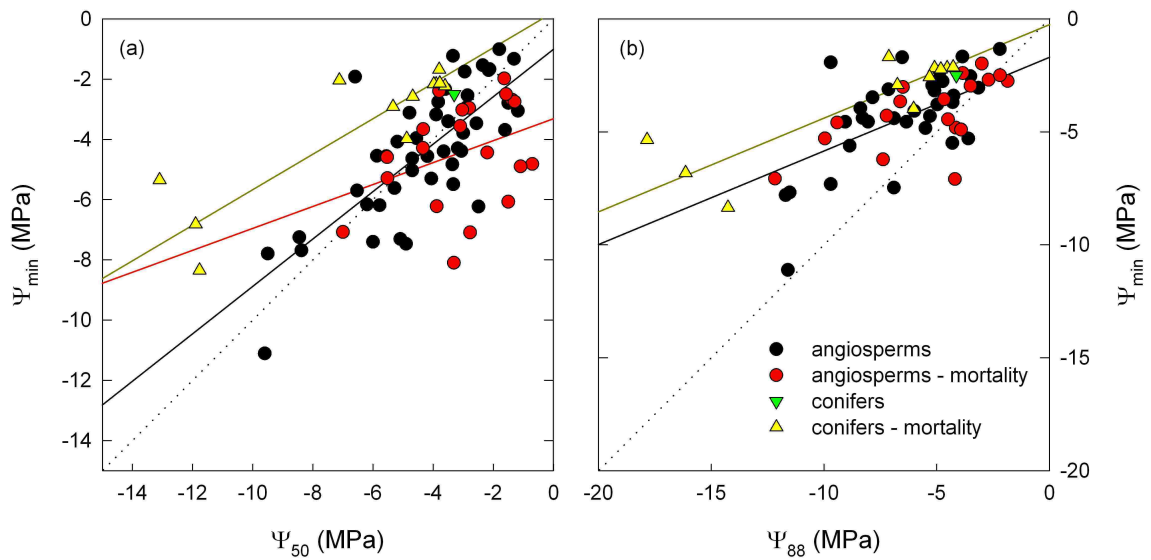 (a)
0
-2
-4
-6
-8
-10
-12
-14
Ψmin (MPa)
-14 -12 -10 -8 -6 -4 -2 0
Ψ50 (MPa)
(b)
0
-5
-10
-15
-20
Ψmin (MPa)
angiosperms
angiosperms - mortality
conifers
conifers - mortality
-20 -15 -10 -5 0
Ψ88 (MPa)